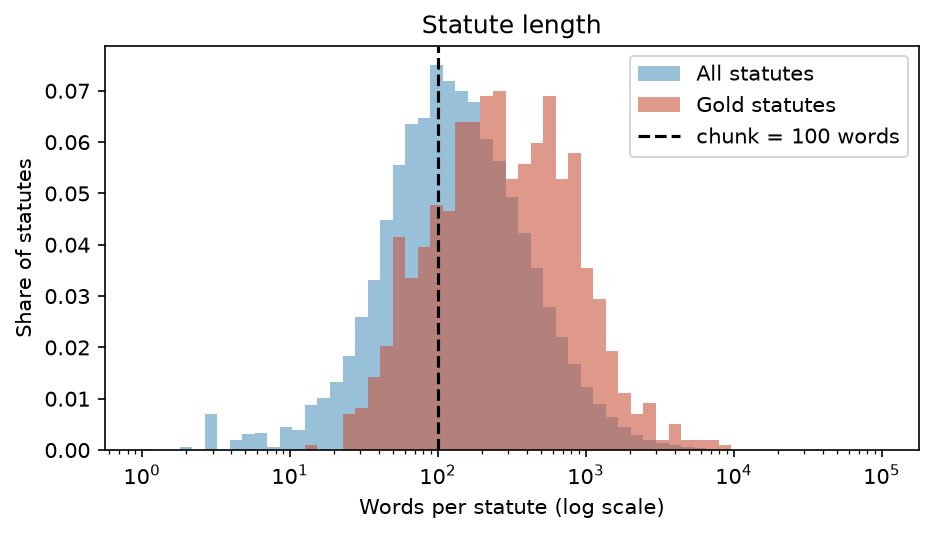 Statute length
All statutes
Gold statutes
chunk = 100 words
Share of statutes
0.07
0.06
0.05
0.04
0.03
0.02
0.01
0.00
10⁰ 10¹ 10² 10³ 10⁴ 10⁵
Words per statute (log scale)